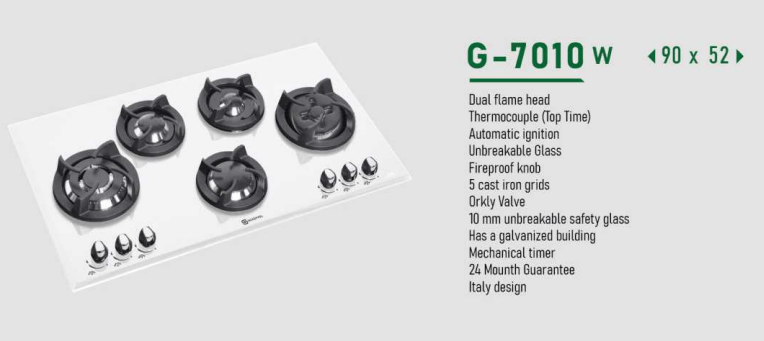 G-7010 W ◂90 x 52▸
Dual flame head
Thermocouple (Top Time)
Automatic ignition
Unbreakable Glass
Fireproof knob
5 cast iron grids
Orkly Valve
10 mm unbreakable safety glass
Has a galvanized building
Mechanical timer
24 Mounth Guarantee
Italy design